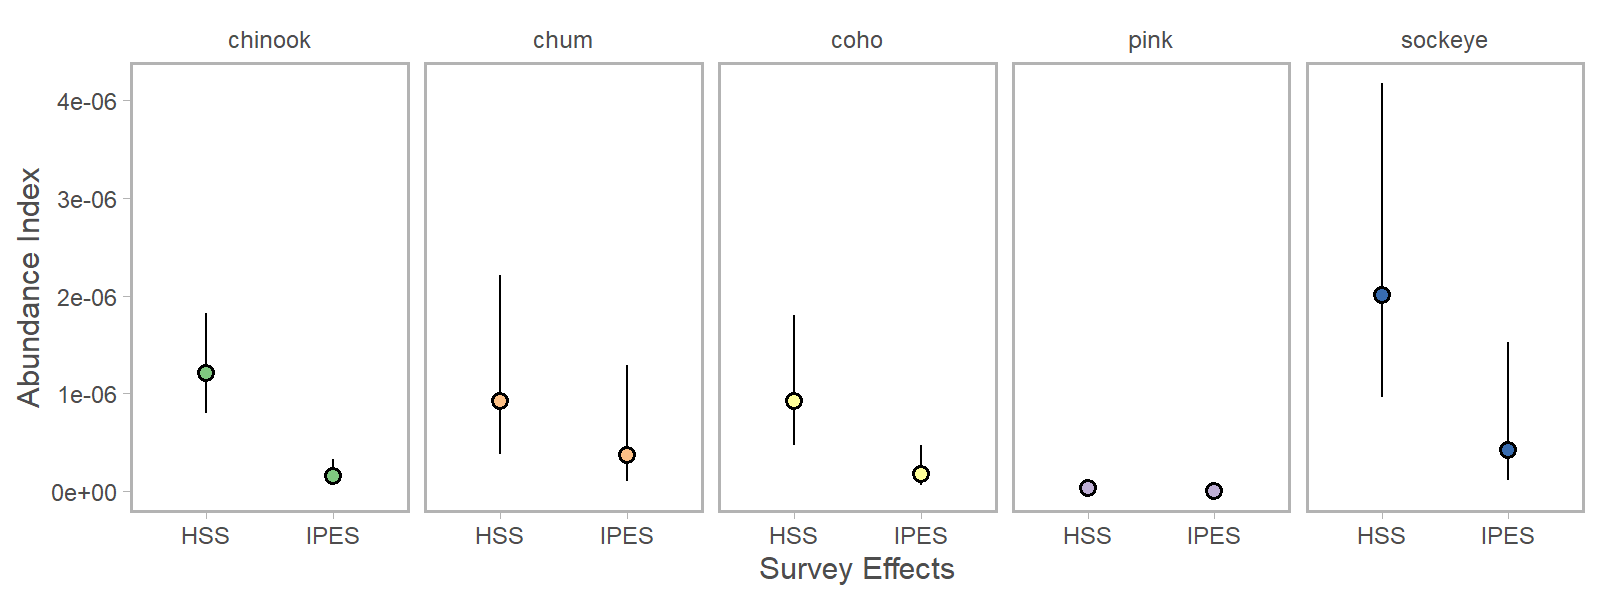 chinook chum coho pink sockeye
4e-06
3e-06
2e-06
1e-06
0e+00
Abundance Index
HSS IPES HSS IPES HSS IPES HSS IPES HSS IPES
Survey Effects